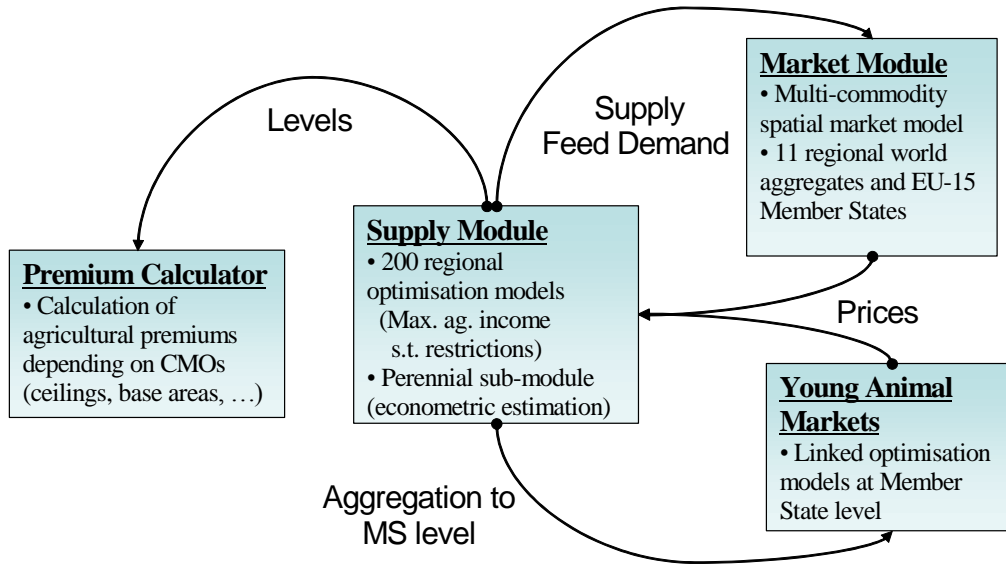 Levels
Supply
Feed Demand
Market Module
• Multi-commodity
spatial market model
• 11 regional world
aggregates and EU-15
Member States
Premium Calculator
• Calculation of
agricultural premiums
depending on CMOs
(ceilings, base areas, …)
Supply Module
• 200 regional
optimisation models
(Max. ag. income
s.t. restrictions)
• Perennial sub-module
(econometric estimation)
Prices
Young Animal
Markets
• Linked optimisation
models at Member
State level
Aggregation to
MS level